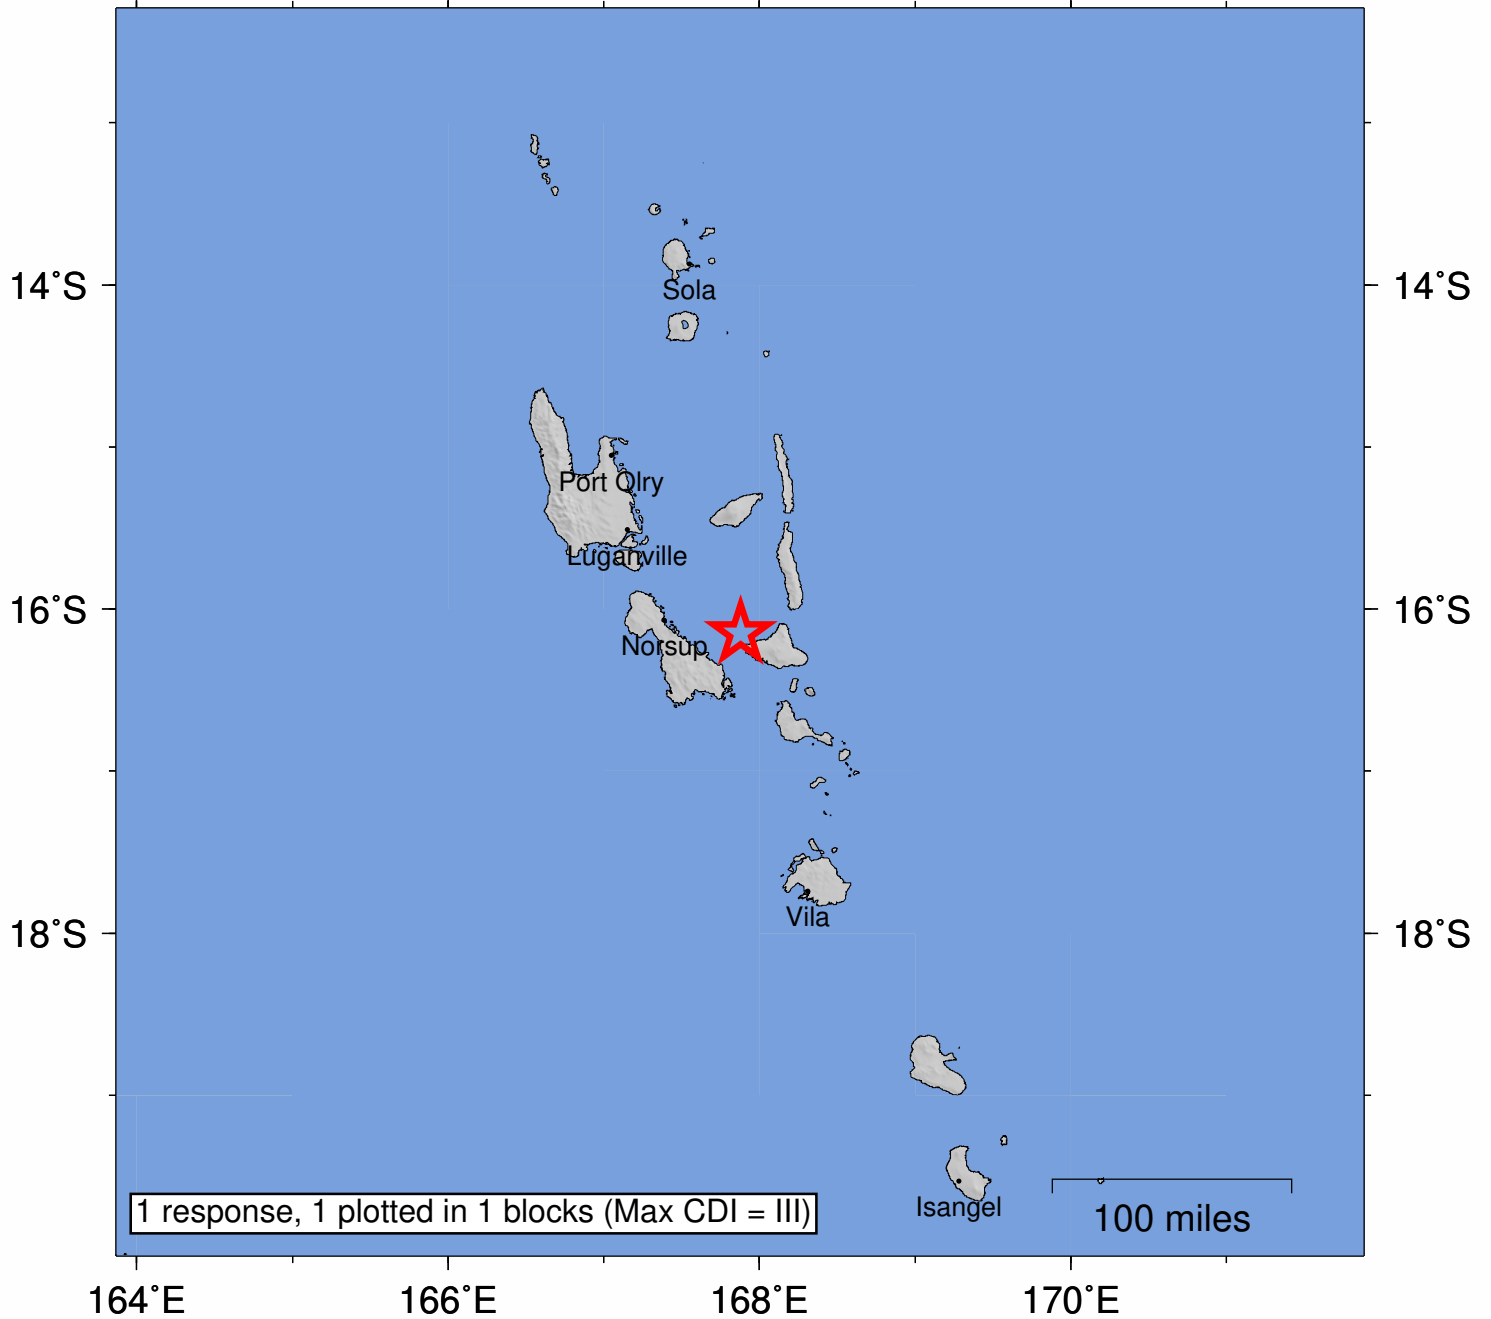 14˚S
14˚S
Sola
Port Olry
Luganville
16˚S
16˚S
Norsup
Vila
18˚S
18˚S
Isangel
1 response, 1 plotted in 1 blocks (Max CDI = III)
100 miles
164˚E
166˚E
168˚E
170˚E